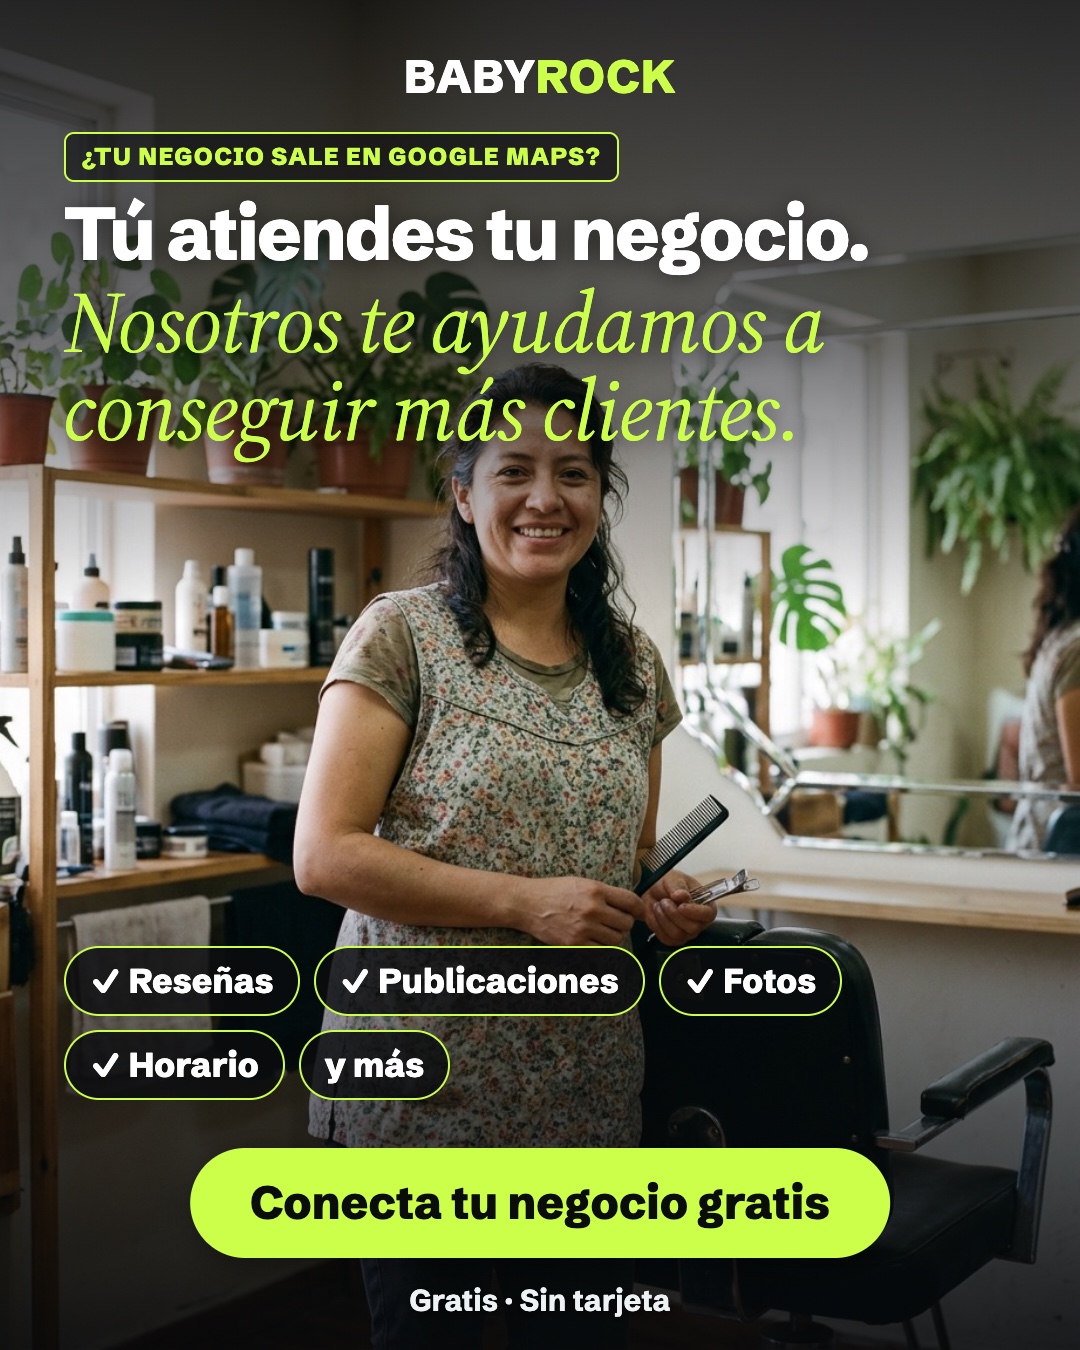 BABYROCK
¿TU NEGOCIO SALE EN GOOGLE MAPS?
Tú atiendes tu negocio.
Nosotros te ayudamos a
conseguir más clientes.
✓ Reseñas ✓ Publicaciones ✓ Fotos
✓ Horario y más
Conecta tu negocio gratis
Gratis · Sin tarjeta